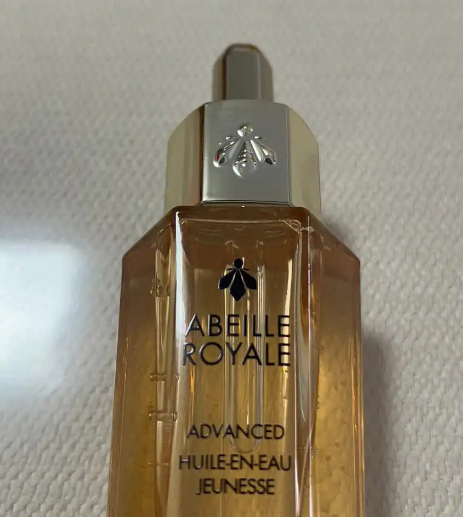 ABEILLE
ROYALE
ADVANCED
HUILE-EN-EAU
JEUNESSE